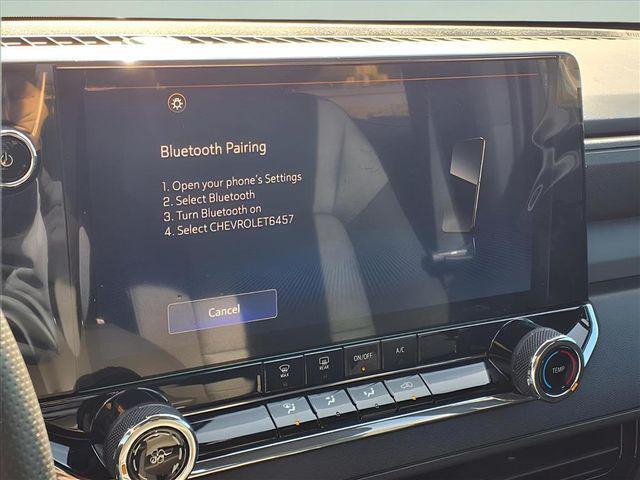 Bluetooth Pairing
1. Open your phone's Settings
2. Select Bluetooth
3. Turn Bluetooth on
4. Select CHEVROLET6457
Cancel
MAX
REAR
ON/OFF
A/C
TEMP